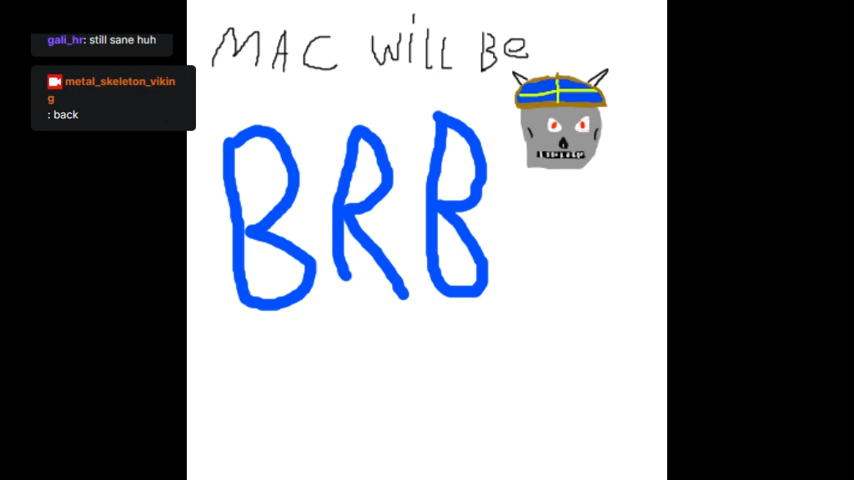 gali_hr: still sane huh
metal_skeleton_vikin
g
: back
MAC will Be
BRB